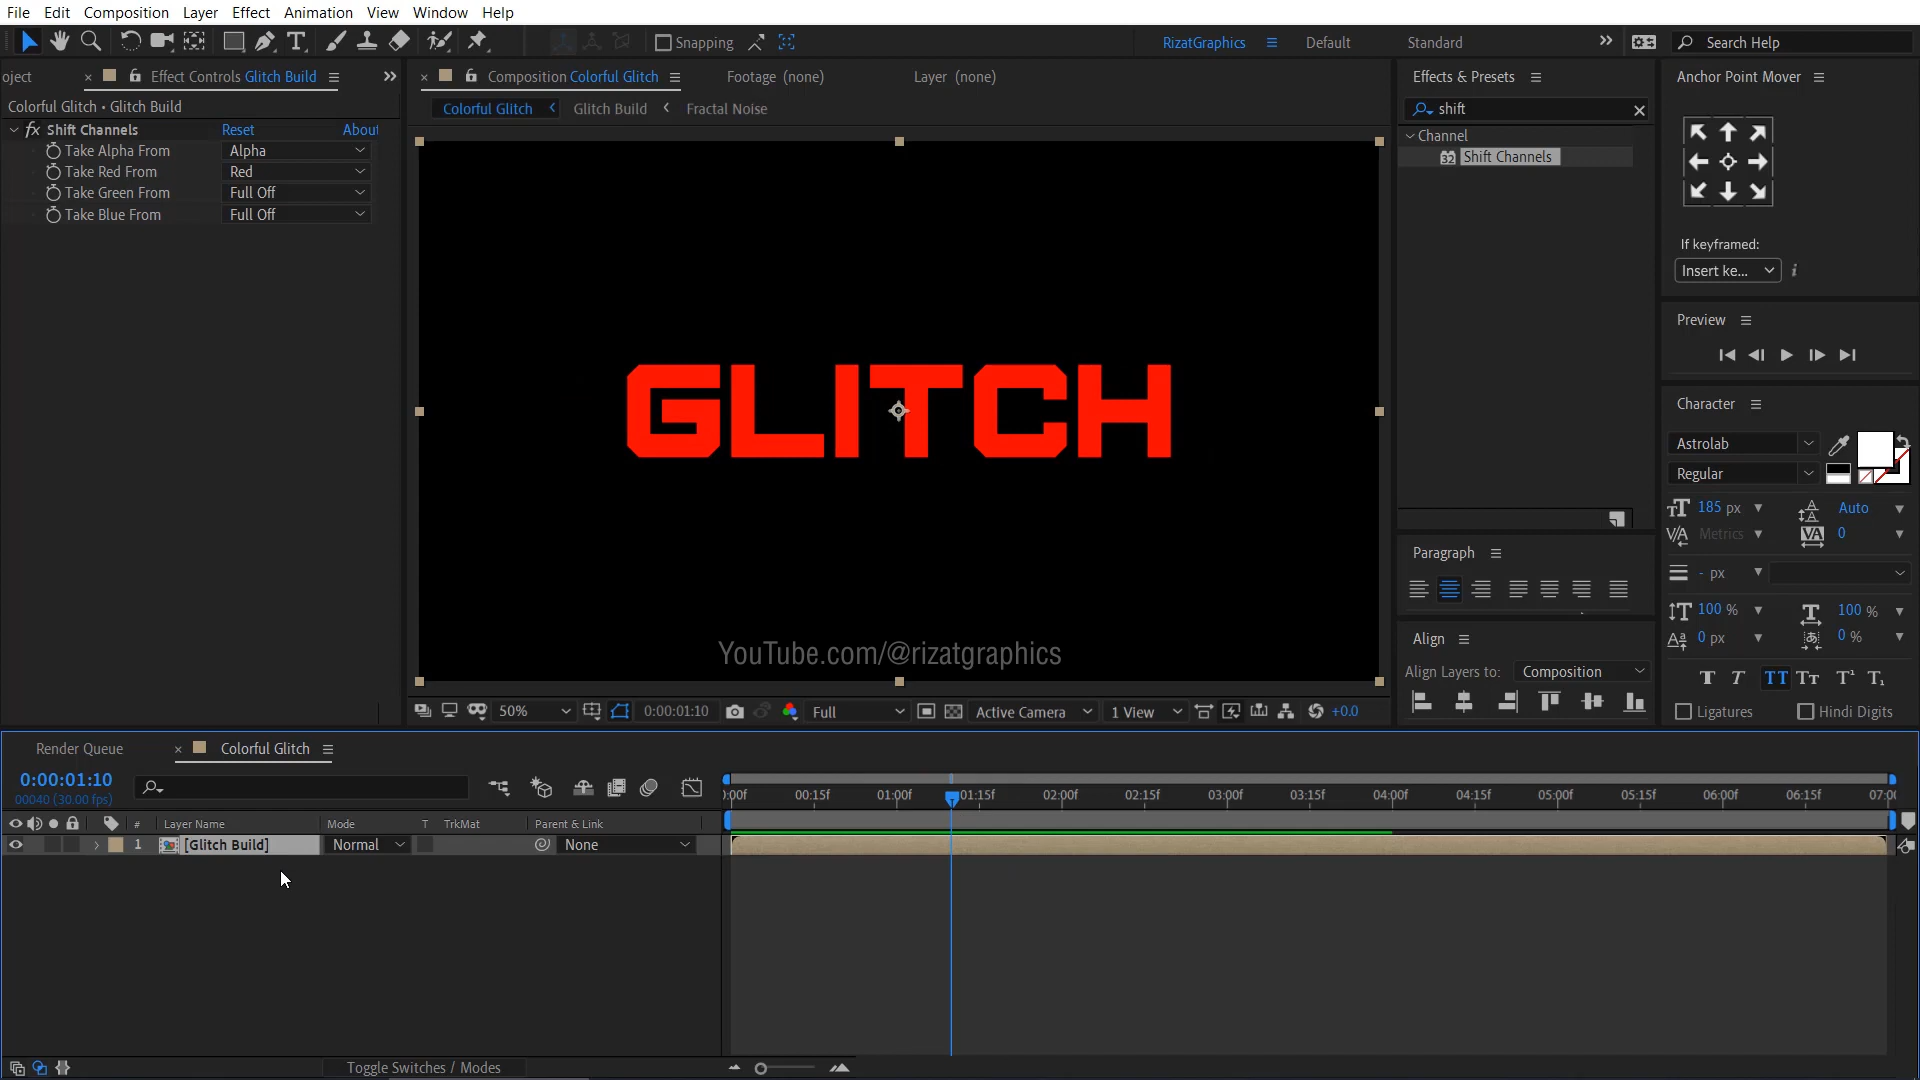 File Edit Composition Layer Effect Animation View Window Help
Snapping
RizatGraphics Default Standard
Search Help
oject
Effect Controls Glitch Build
Composition Colorful Glitch
Footage (none)
Layer (none)
Effects & Presets
Anchor Point Mover
Colorful Glitch • Glitch Build
Colorful Glitch
Glitch Build
Fractal Noise
shift
fx Shift Channels Reset About
Take Alpha From Alpha
Take Red From Red
Take Green From Full Off
Take Blue From Full Off
Channel
32 Shift Channels
If keyframed:
Insert ke...
Preview
GLITCH
YouTube.com/@rizatgraphics
Character
Astrolab
Regular
185 px
Auto
Metrics
0
- px
100 %
100 %
0 px
0 %
Ligatures
Hindi Digits
Paragraph
Align
Align Layers to: Composition
50%
0:00:01:10
Full
Active Camera
1 View
+0.0
Render Queue
Colorful Glitch
0:00:01:10
00040 (30.00 fps)
):00f 00:15f 01:00f 01:15f 02:00f 02:15f 03:00f 03:15f 04:00f 04:15f 05:00f 05:15f 06:00f 06:15f 07:00
# Layer Name Mode T TrkMat Parent & Link
1 [Glitch Build] Normal None
Toggle Switches / Modes